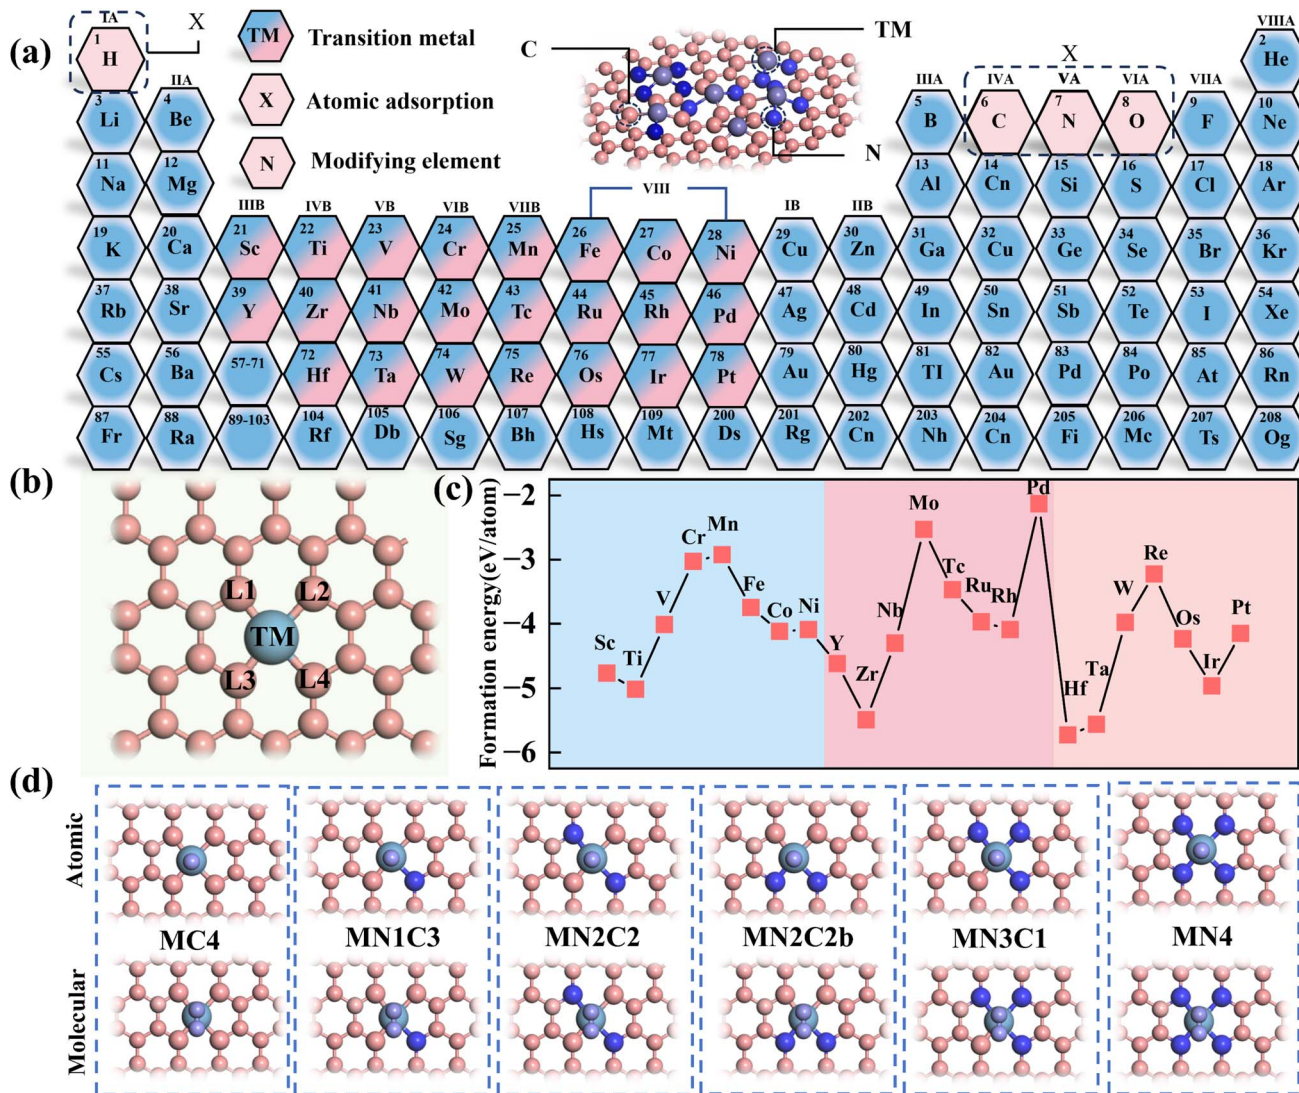 (a)
IA
1
H
X
TM Transition metal
X Atomic adsorption
N Modifying element
C
TM
N
X
VIIIA
2
He
IIA
IIIA IVA VA VIA VIIA
3 Li
4 Be
5 B
6 C
7 N
8 O
9 F
10 Ne
11 Na
12 Mg
13 Al
14 Cn
15 Si
16 S
17 Cl
18 Ar
VIII
IIIB IVB VB VIB VIIB IB IIB
19 K
20 Ca
21 Sc
22 Ti
23 V
24 Cr
25 Mn
26 Fe
27 Co
28 Ni
29 Cu
30 Zn
31 Ga
32 Cu
33 Ge
34 Se
35 Br
36 Kr
37 Rb
38 Sr
39 Y
40 Zr
41 Nb
42 Mo
43 Tc
44 Ru
45 Rh
46 Pd
47 Ag
48 Cd
49 In
50 Sn
51 Sb
52 Te
53 I
54 Xe
55 Cs
56 Ba
57-71
72 Hf
73 Ta
74 W
75 Re
76 Os
77 Ir
78 Pt
79 Au
80 Hg
81 TI
82 Au
83 Pd
84 Po
85 At
86 Rn
87 Fr
88 Ra
89-103
104 Rf
105 Db
106 Sg
107 Bh
108 Hs
109 Mt
200 Ds
201 Rg
202 Cn
203 Nh
204 Cn
205 Fi
206 Mc
207 Ts
208 Og
(b)
L1 L2
TM
L3 L4
(c)
Formation energy(eV/atom)
−2
−3
−4
−5
−6
Sc
Ti
V
Cr
Mn
Fe
Co
Ni
Y
Zr
Nb
Mo
Tc
Ru
Rh
Pd
Hf
Ta
W
Re
Os
Ir
Pt
(d)
Atomic
MC4 MN1C3 MN2C2 MN2C2b MN3C1 MN4
Molecular